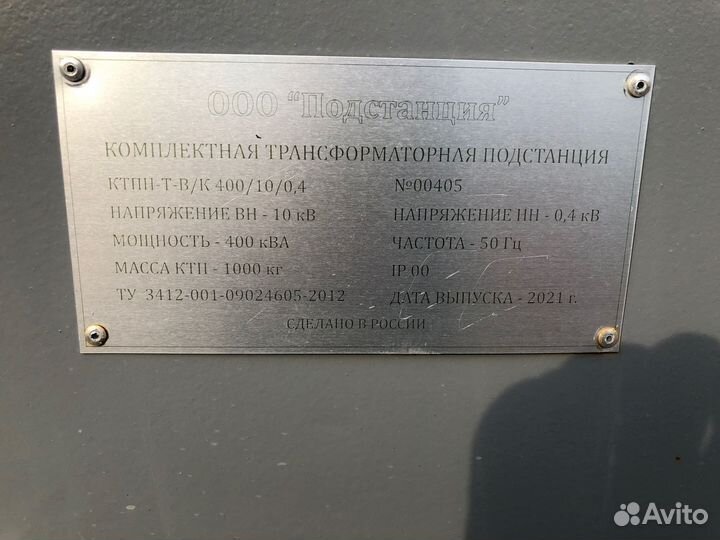 ООО "Подстанция"
КОМПЛЕКТНАЯ ТРАНСФОРМАТОРНАЯ ПОДСТАНЦИЯ
КТПН-Т-В/К 400/10/0,4 №00405
НАПРЯЖЕНИЕ ВН - 10 кВ НАПРЯЖЕНИЕ НН - 0,4 кВ
МОЩНОСТЬ - 400 кВА ЧАСТОТА - 50 Гц
МАССА КТП - 1000 кг IP 00
ТУ 3412-001-09024605-2012 ДАТА ВЫПУСКА - 2021 г.
СДЕЛАНО В РОССИИ
Avito